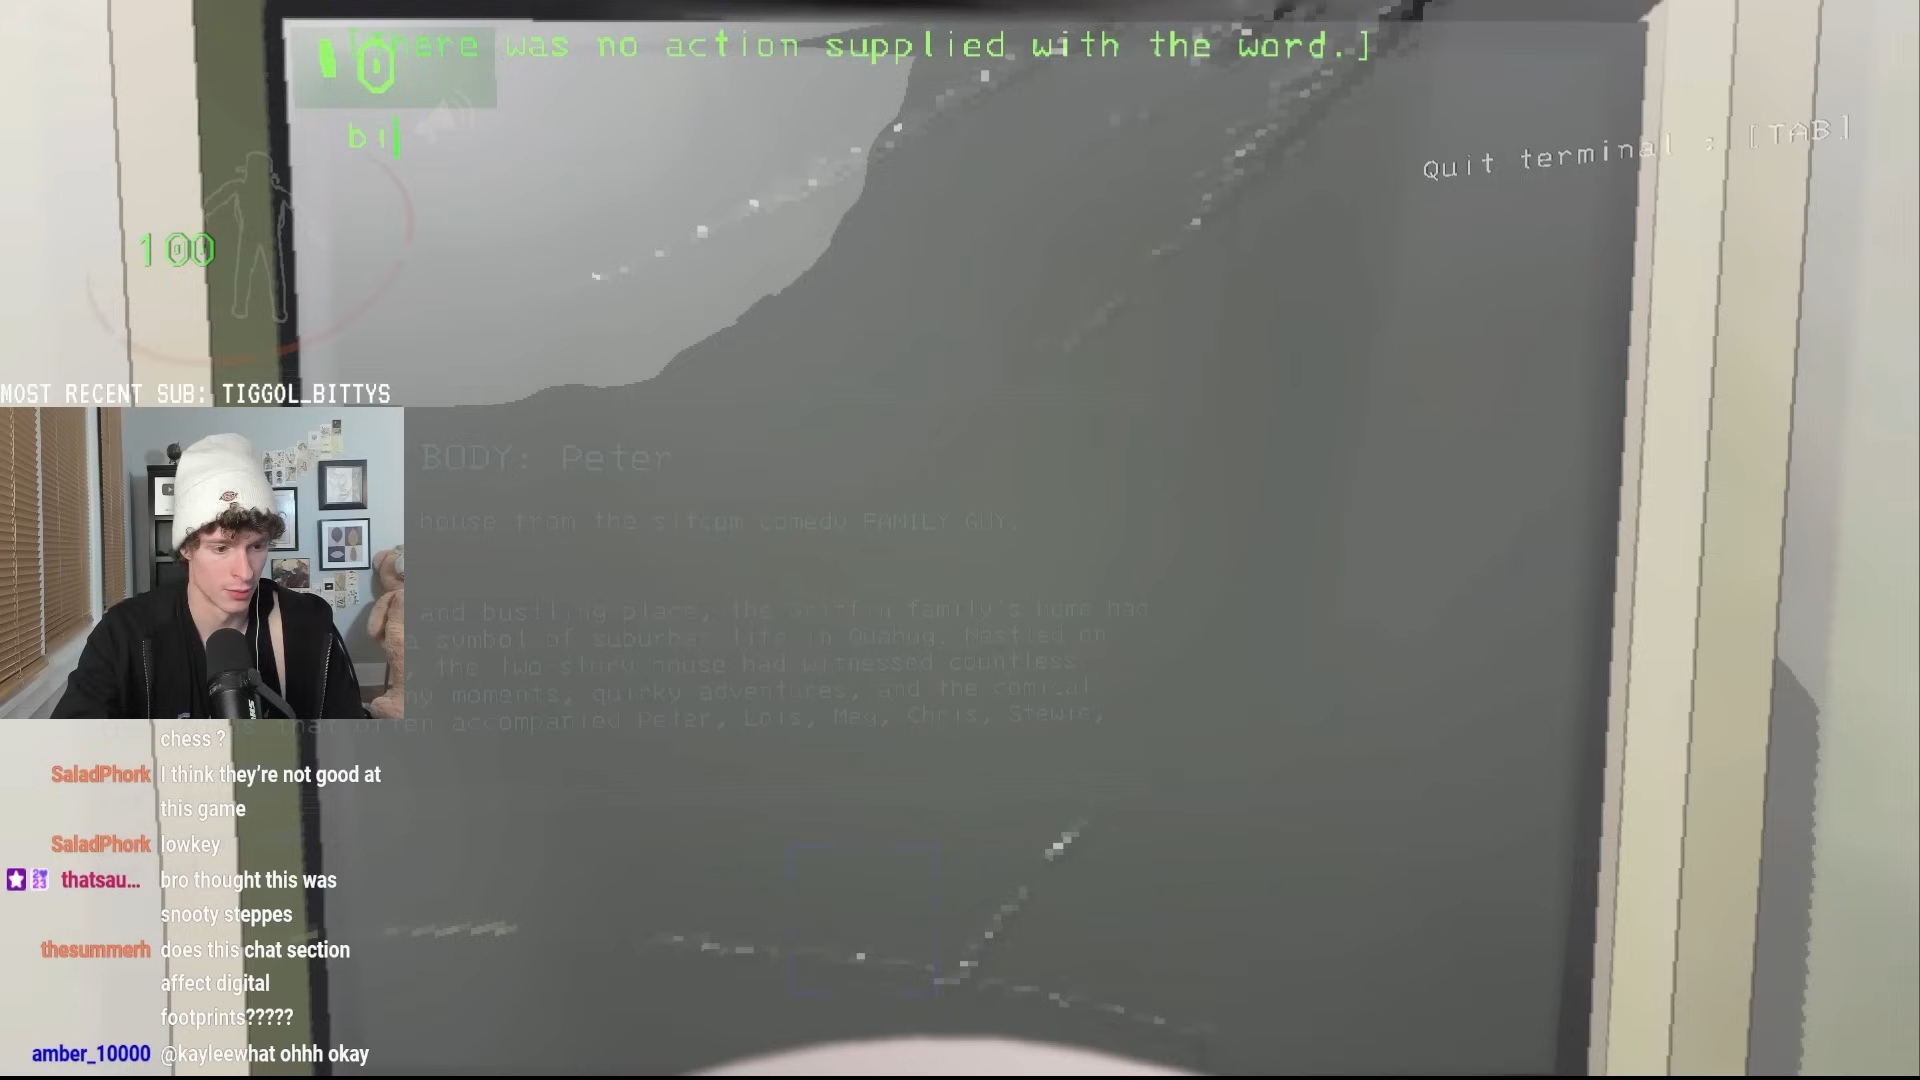 [There was no action supplied with the word.]
0
bi
Quit terminal : [TAB]
100
MOST RECENT SUB: TIGGOL_BITTYS
BODY: Peter
house from the sitcom comedy FAMILY GUY.
and bustling place, the Griffin family's home had
a symbol of suburban life in Quahog. Nestled on
, the two story house had witnessed countless
ny moments, quirky adventures, and the comical
that often accompanied Peter, Lois, Meg, Chris, Stewie,
chess ?
SaladPhork I think they're not good at
this game
SaladPhork lowkey
thatsau... bro thought this was
snooty steppes
thesummerh does this chat section
affect digital
footprints?????
amber_10000 @kayleewhat ohhh okay